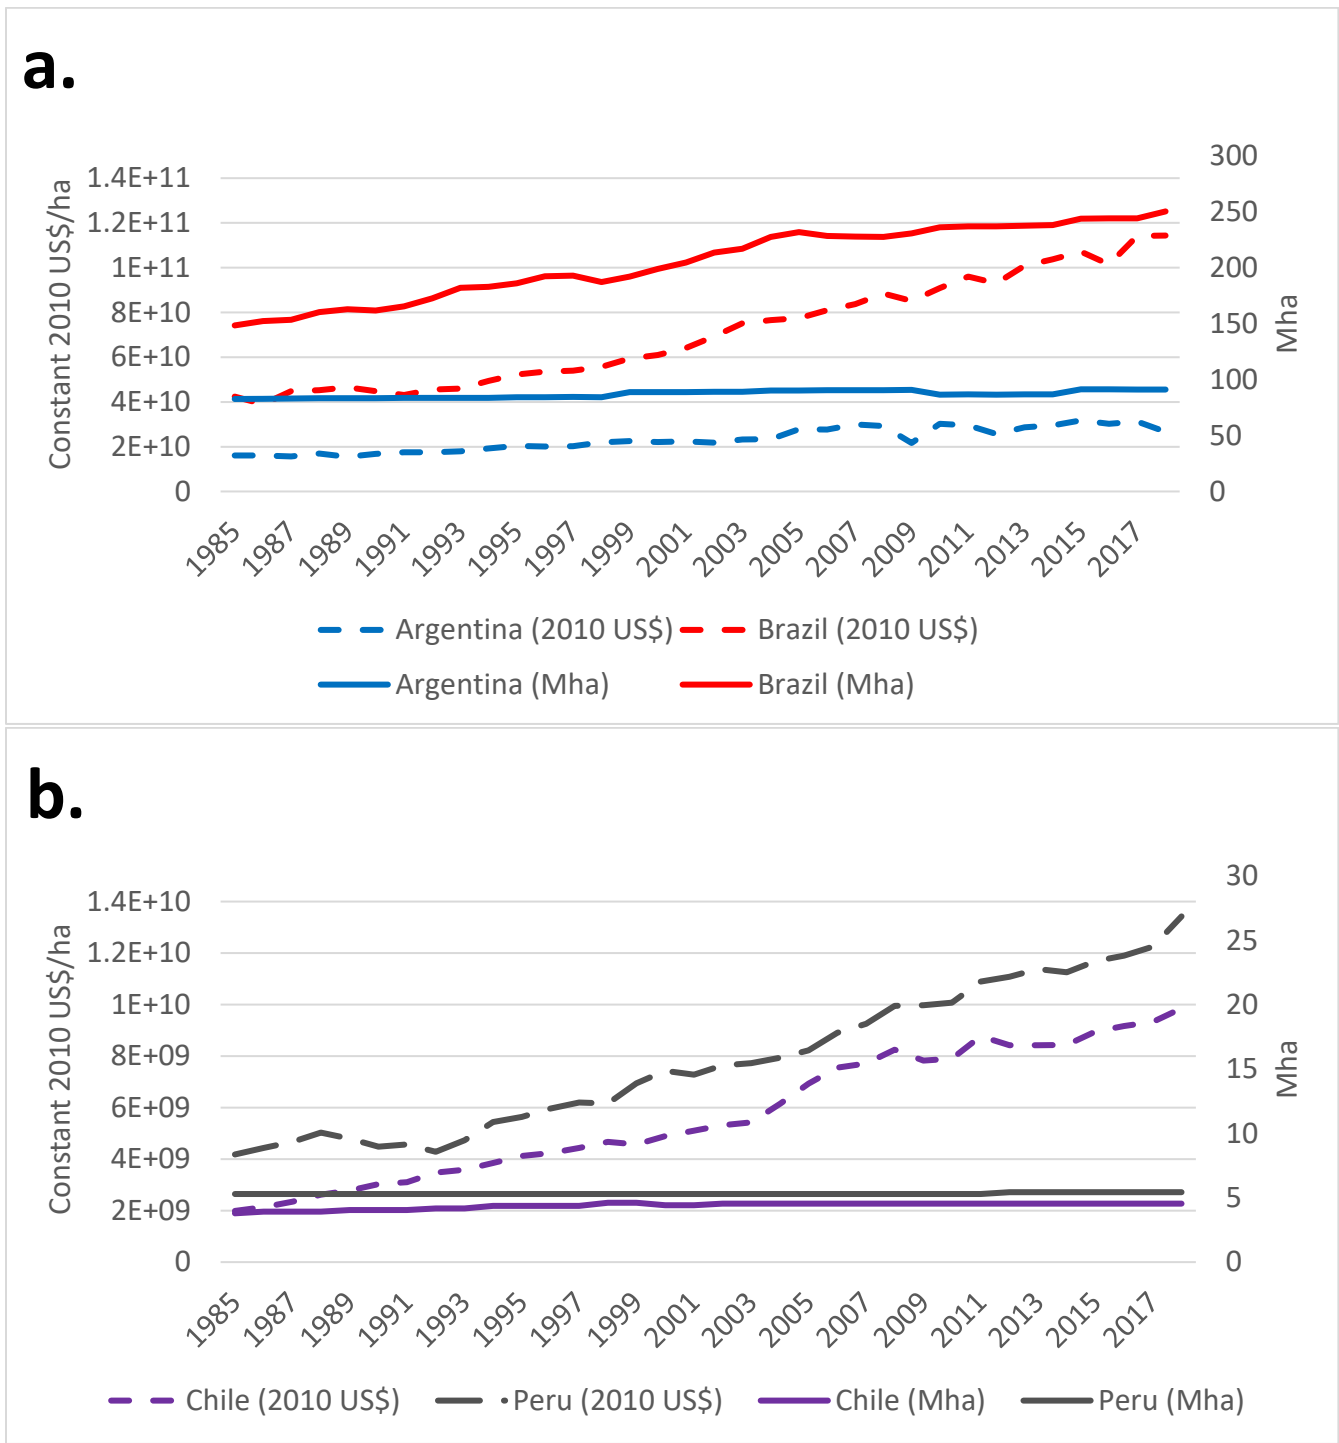 a.
Constant 2010 US$/ha
1.4E+11
1.2E+11
1E+11
8E+10
6E+10
4E+10
2E+10
0
300
250
200
150
100
50
0
Mha
1985
1987
1989
1991
1993
1995
1997
1999
2001
2003
2005
2007
2009
2011
2013
2015
2017
Argentina (2010 US$)
Brazil (2010 US$)
Argentina (Mha)
Brazil (Mha)
b.
Constant 2010 US$/ha
1.4E+10
1.2E+10
1E+10
8E+09
6E+09
4E+09
2E+09
0
30
25
20
15
10
5
0
Mha
1985
1987
1989
1991
1993
1995
1997
1999
2001
2003
2005
2007
2009
2011
2013
2015
2017
Chile (2010 US$)
Peru (2010 US$)
Chile (Mha)
Peru (Mha)